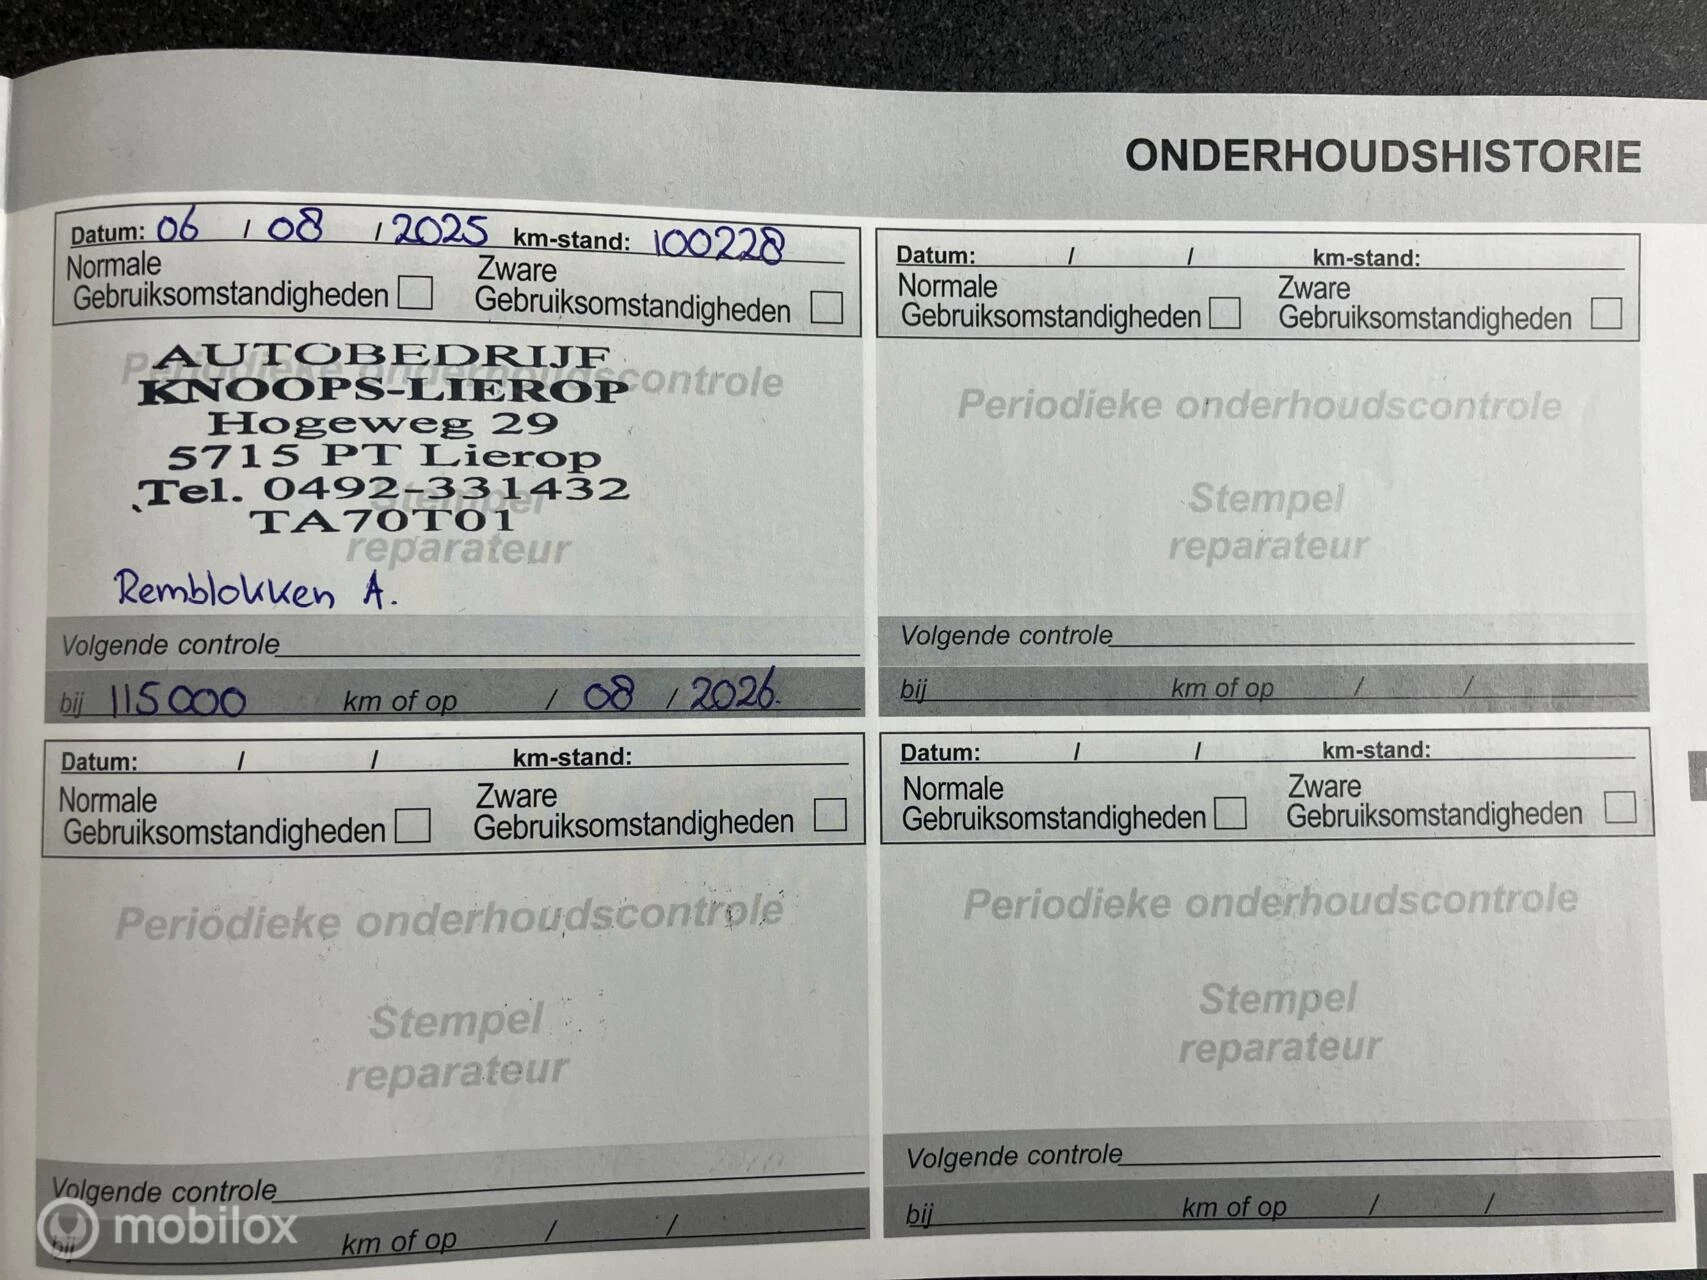 ONDERHOUDSHISTORIE
Datum: 06 / 08 / 2025 km-stand: 100228
Normale Zware
Gebruiksomstandigheden Gebruiksomstandigheden
Periodieke onderhoudscontrole
AUTOBEDRIJF
KNOOPS-LIEROP
Hogeweg 29
5715 PT Lierop
Tel. 0492-331432
TA70T01
Stempel
reparateur
Remblokken A.
Volgende controle
bij 115000 km of op / 08 / 2026.
Datum: / / km-stand:
Normale Zware
Gebruiksomstandigheden Gebruiksomstandigheden
Periodieke onderhoudscontrole
Stempel
reparateur
Volgende controle
bij km of op / /
Datum: / / km-stand:
Normale Zware
Gebruiksomstandigheden Gebruiksomstandigheden
Periodieke onderhoudscontrole
Stempel
reparateur
Volgende controle
bij km of op / /
mobilox
Datum: / / km-stand:
Normale Zware
Gebruiksomstandigheden Gebruiksomstandigheden
Periodieke onderhoudscontrole
Stempel
reparateur
Volgende controle
bij km of op / /